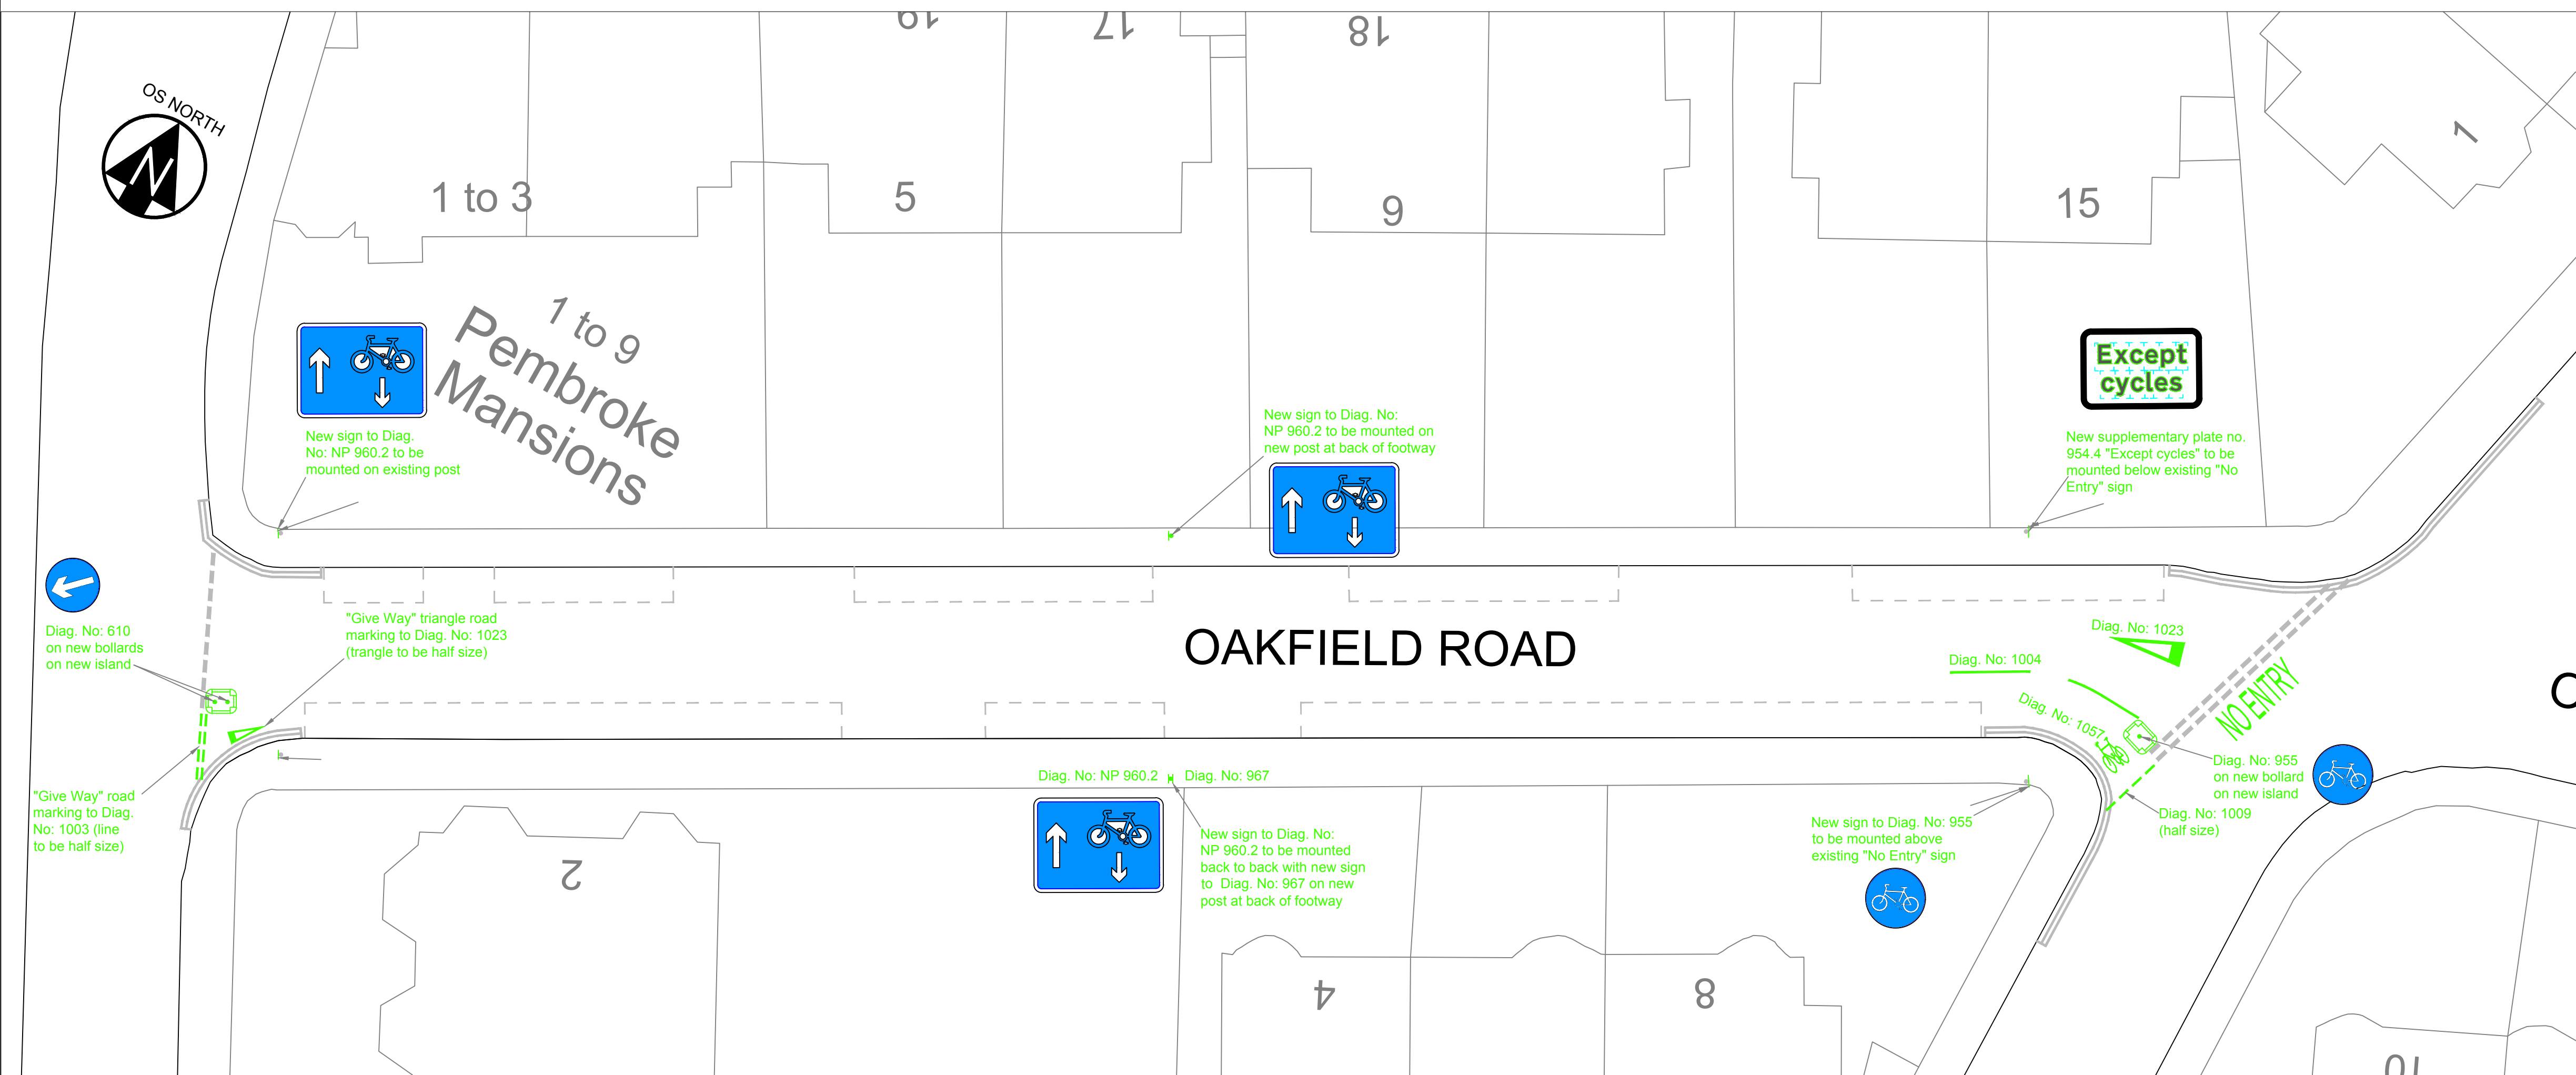 19
17
18
OS NORTH
N
1 to 3
5
9
15
1
1 to 9
Pembroke
Mansions
Except
cycles
New sign to Diag.
No: NP 960.2 to be
mounted on existing post
New sign to Diag. No:
NP 960.2 to be mounted on
new post at back of footway
New supplementary plate no.
954.4 "Except cycles" to be
mounted below existing "No
Entry" sign
Diag. No: 610
on new bollards
on new island
"Give Way" triangle road
marking to Diag. No: 1023
(trangle to be half size)
OAKFIELD ROAD
Diag. No: 1023
Diag. No: 1004
Diag. No: 1057
NO ENTRY
Diag. No: 955
on new bollard
on new island
Diag. No: 1009
(half size)
"Give Way" road
marking to Diag.
No: 1003 (line
to be half size)
Diag. No: NP 960.2
Diag. No: 967
New sign to Diag. No:
NP 960.2 to be mounted
back to back with new sign
to Diag. No: 967 on new
post at back of footway
New sign to Diag. No: 955
to be mounted above
existing "No Entry" sign
2
4
8
10